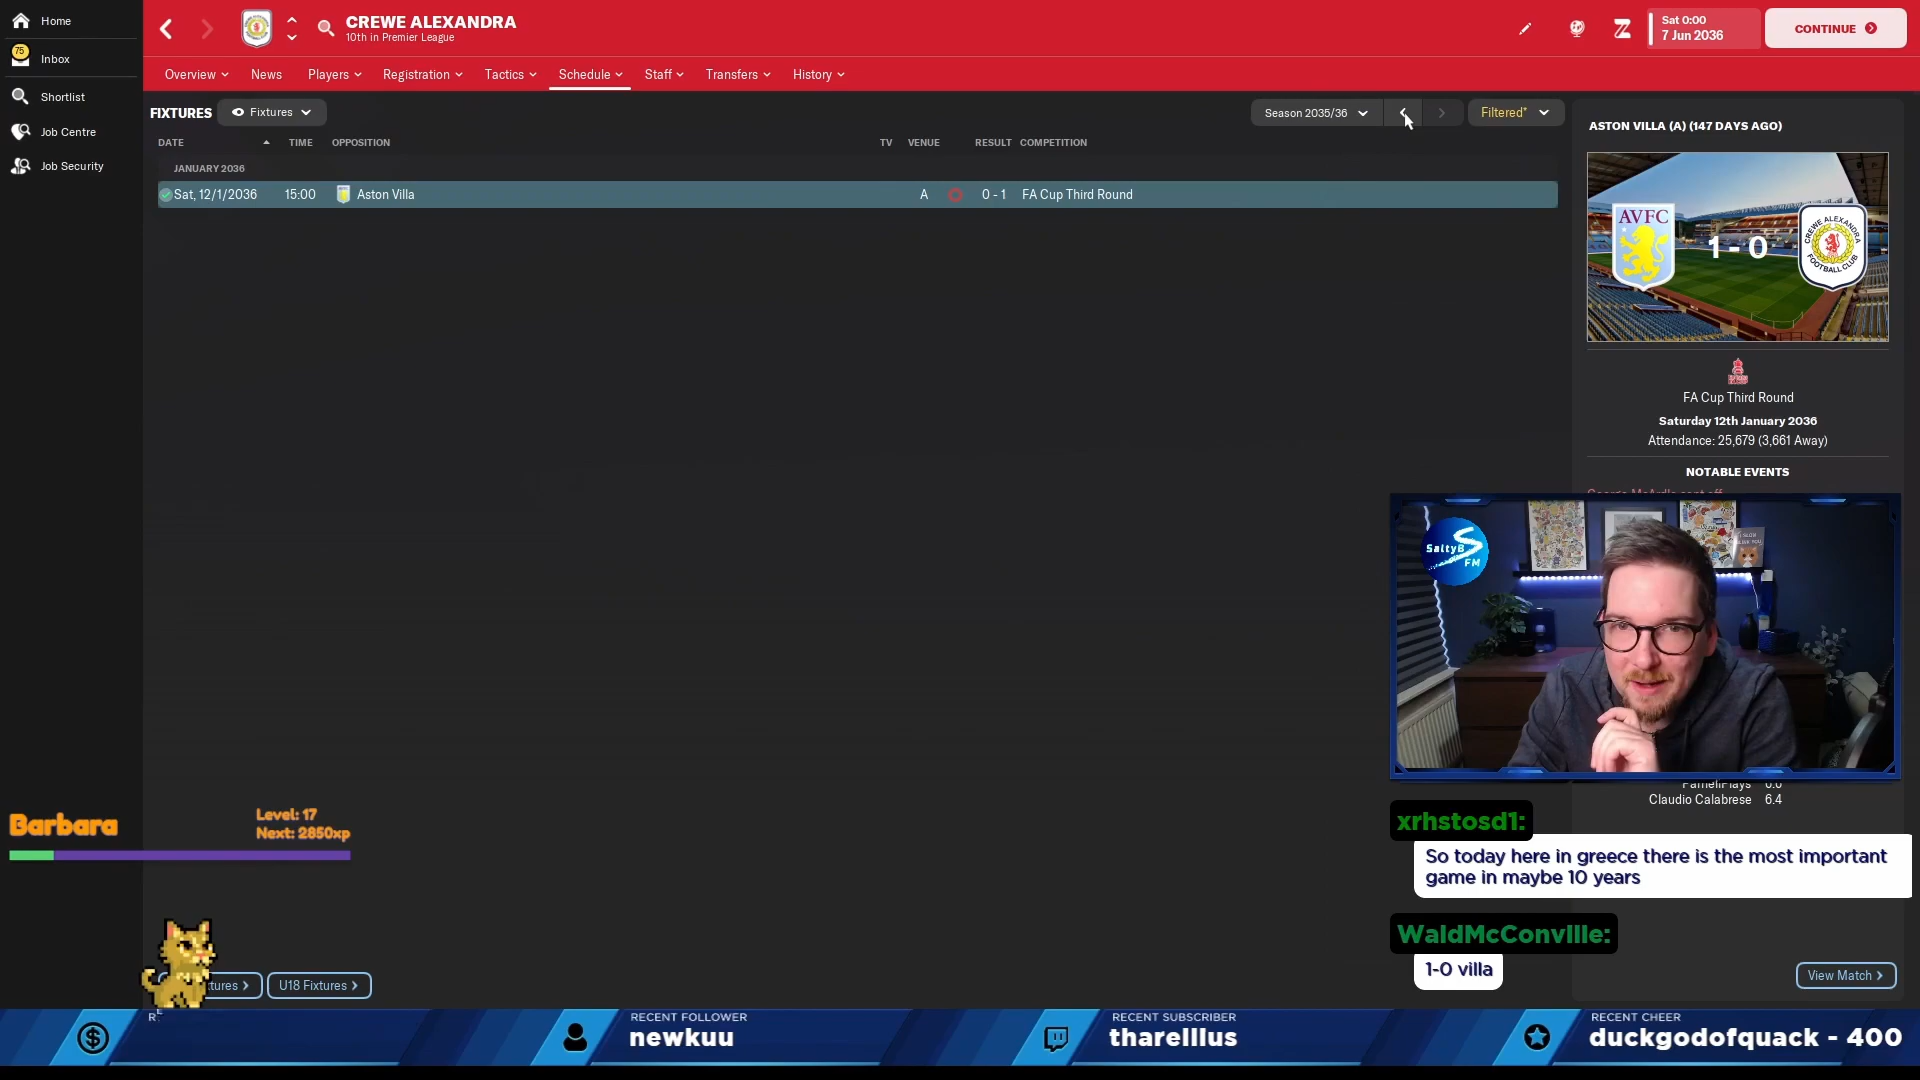 Home
75
Inbox
Shortlist
Job Centre
Job Security
CREWE ALEXANDRA
10th in Premier League
Sat 0:00
7 Jun 2036
CONTINUE
Overview
News
Players
Registration
Tactics
Schedule
Staff
Transfers
History
FIXTURES
Fixtures
Season 2035/36
Filtered*
DATE
TIME
OPPOSITION
TV
VENUE
RESULT
COMPETITION
JANUARY 2036
Sat, 12/1/2036
15:00
Aston Villa
A
0 - 1
FA Cup Third Round
ASTON VILLA (A) (147 DAYS AGO)
AVFC
1 - 0
CREWE ALEXANDRA
FOOTBALL CLUB
FA Cup Third Round
Saturday 12th January 2036
Attendance: 25,679 (3,661 Away)
NOTABLE EVENTS
SaltyB
FM
Claudio Calabrese 6.4
Barbara
Level: 17
Next: 2850xp
xrhstosd1:
So today here in greece there is the most important
game in maybe 10 years
WaldMcConville:
1-0 villa
U18 Fixtures
View Match
RECENT FOLLOWER
newkuu
RECENT SUBSCRIBER
tharelllus
RECENT CHEER
duckgodofquack - 400